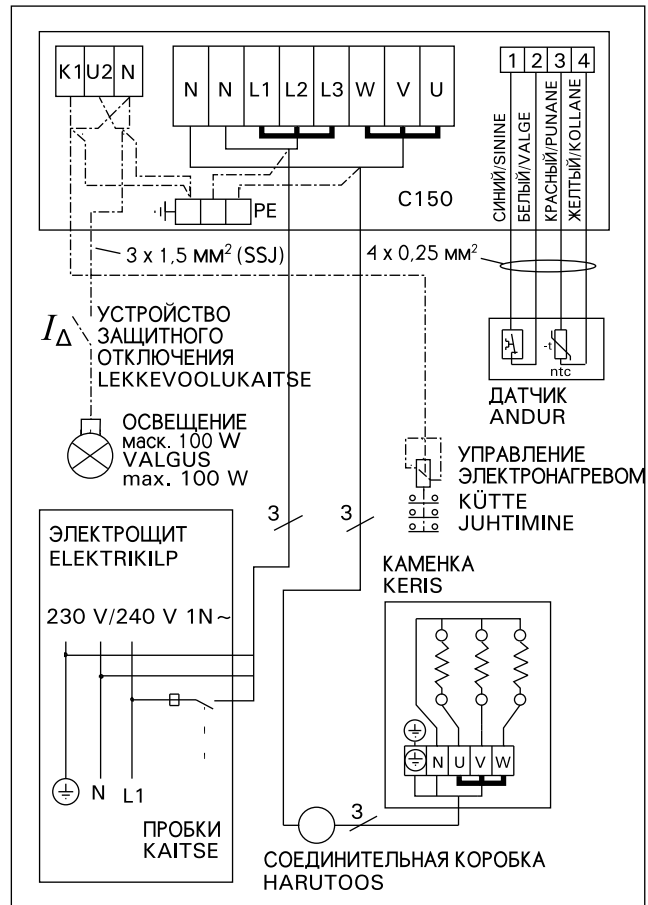 K1 U2 N
N N L1 L2 L3 W V U
1 2 3 4
СИНИЙ/SININE
БЕЛЫЙ/VALGE
КРАСНЫЙ/PUNANE
ЖЕЛТЫЙ/KOLLANE
PE
C150
3 x 1,5 мм² (SSJ)
4 x 0,25 мм²
I∆
УСТРОЙСТВО
ЗАЩИТНОГО
ОТКЛЮЧЕНИЯ
LEKKEVOOLUKAITSE
-t
ntc
ДАТЧИК
ANDUR
ОСВЕЩЕНИЕ
маск. 100 W
VALGUS
max. 100 W
УПРАВЛЕНИЕ
ЭЛЕКТРОНАГРЕВОМ
KÜTTE
JUHTIMINE
3
3
ЭЛЕКТРОЩИТ
ELEKTRIKILP
230 V/240 V 1N~
N L1
ПРОБКИ
KAITSE
КАМЕНКА
KERIS
N U V W
3
СОЕДИНИТЕЛЬНАЯ КОРОБКА
HARUTOOS